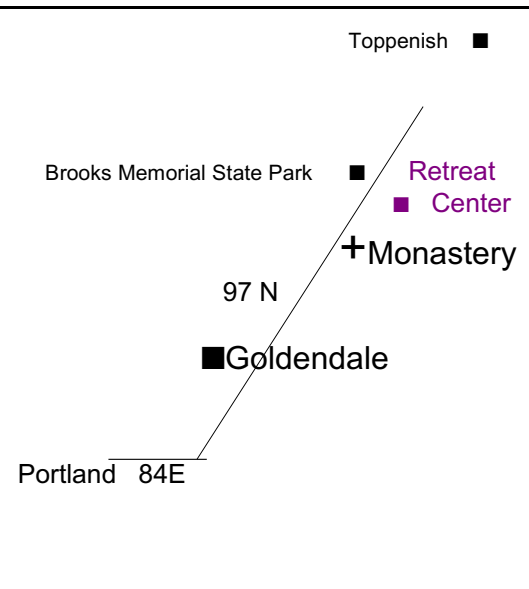 Toppenish
Brooks Memorial State Park
Retreat
Center
Monastery
97 N
Goldendale
Portland 84E